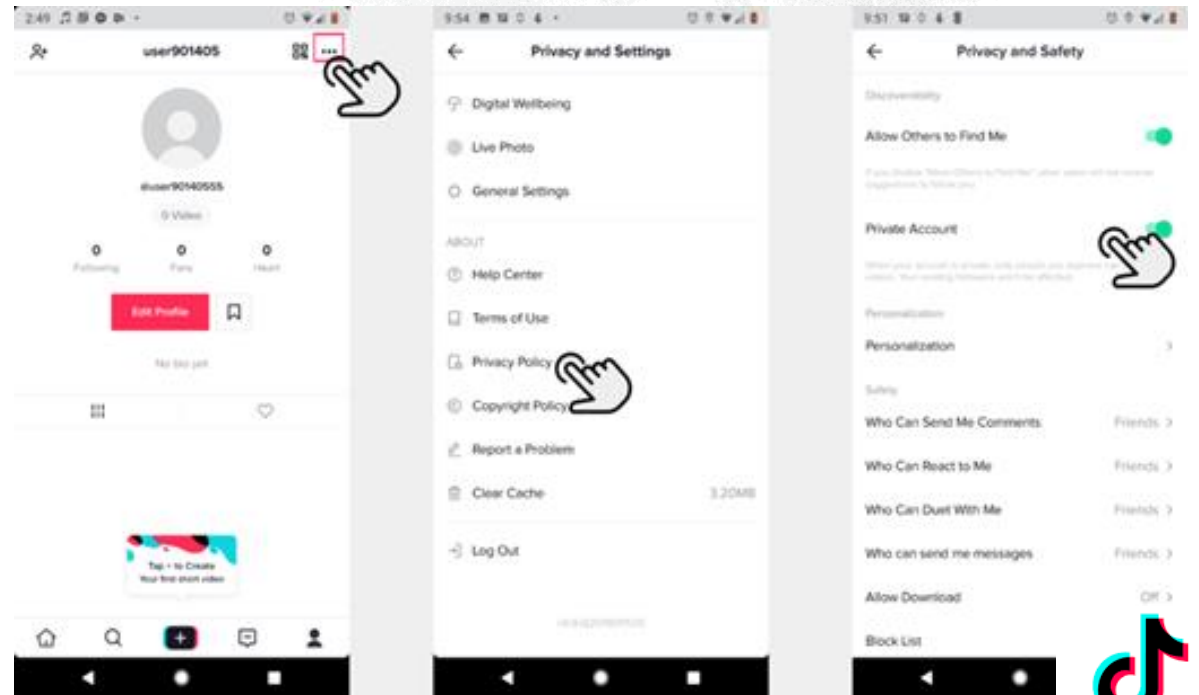 2:49
user901405
@user90140555
0 Video
0 0 0
Following Fans Heart
Edit Profile
No bio yet
Tap + to Create
Your first short video
9:54
Privacy and Settings
Digital Wellbeing
Live Photo
General Settings
ABOUT
Help Center
Terms of Use
Privacy Policy
Copyright Policy
Report a Problem
Clear Cache 3.20MB
Log Out
9:51
Privacy and Safety
Discoverability
Allow Others to Find Me
Private Account
Personalization
Personalization
Safety
Who Can Send Me Comments Friends
Who Can React to Me Friends
Who Can Duet With Me Friends
Who can send me messages Friends
Allow Download Off
Block List